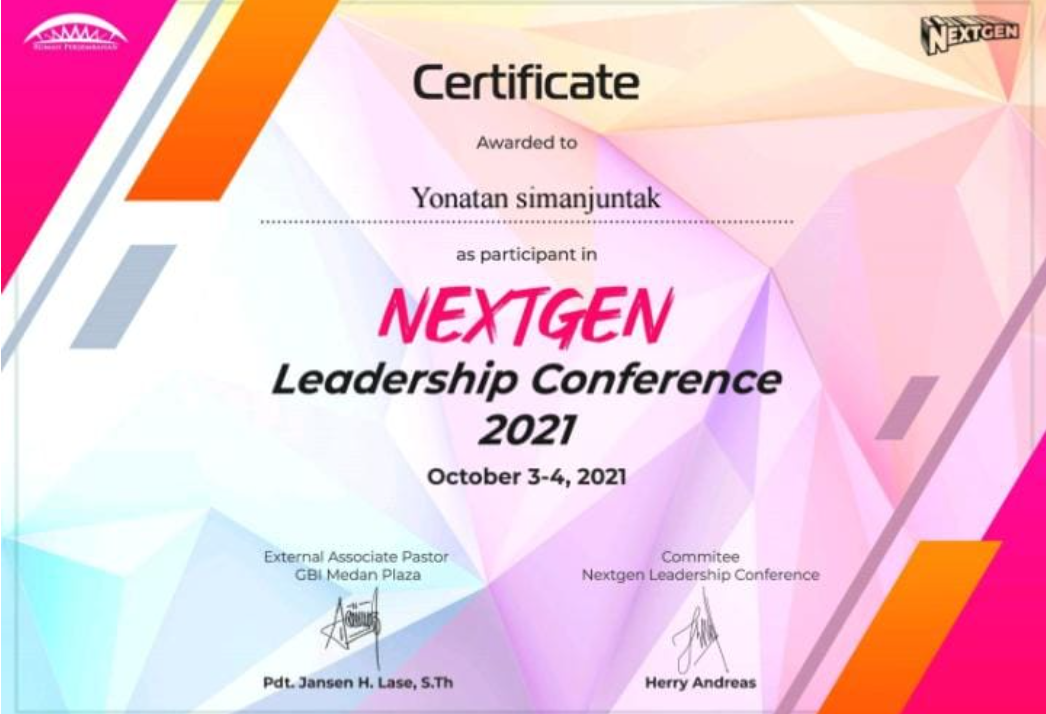 RUMAH PERSEMBAHAN
NEXTGEN
Certificate
Awarded to
Yonatan simanjuntak
as participant in
NEXTGEN
Leadership Conference
2021
October 3-4, 2021
External Associate Pastor
GBI Medan Plaza
Pdt. Jansen H. Lase, S.Th
Commitee
Nextgen Leadership Conference
Herry Andreas